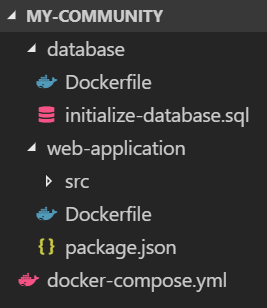 MY-COMMUNITY
database
Dockerfile
initialize-database.sql
web-application
src
Dockerfile
package.json
docker-compose.yml